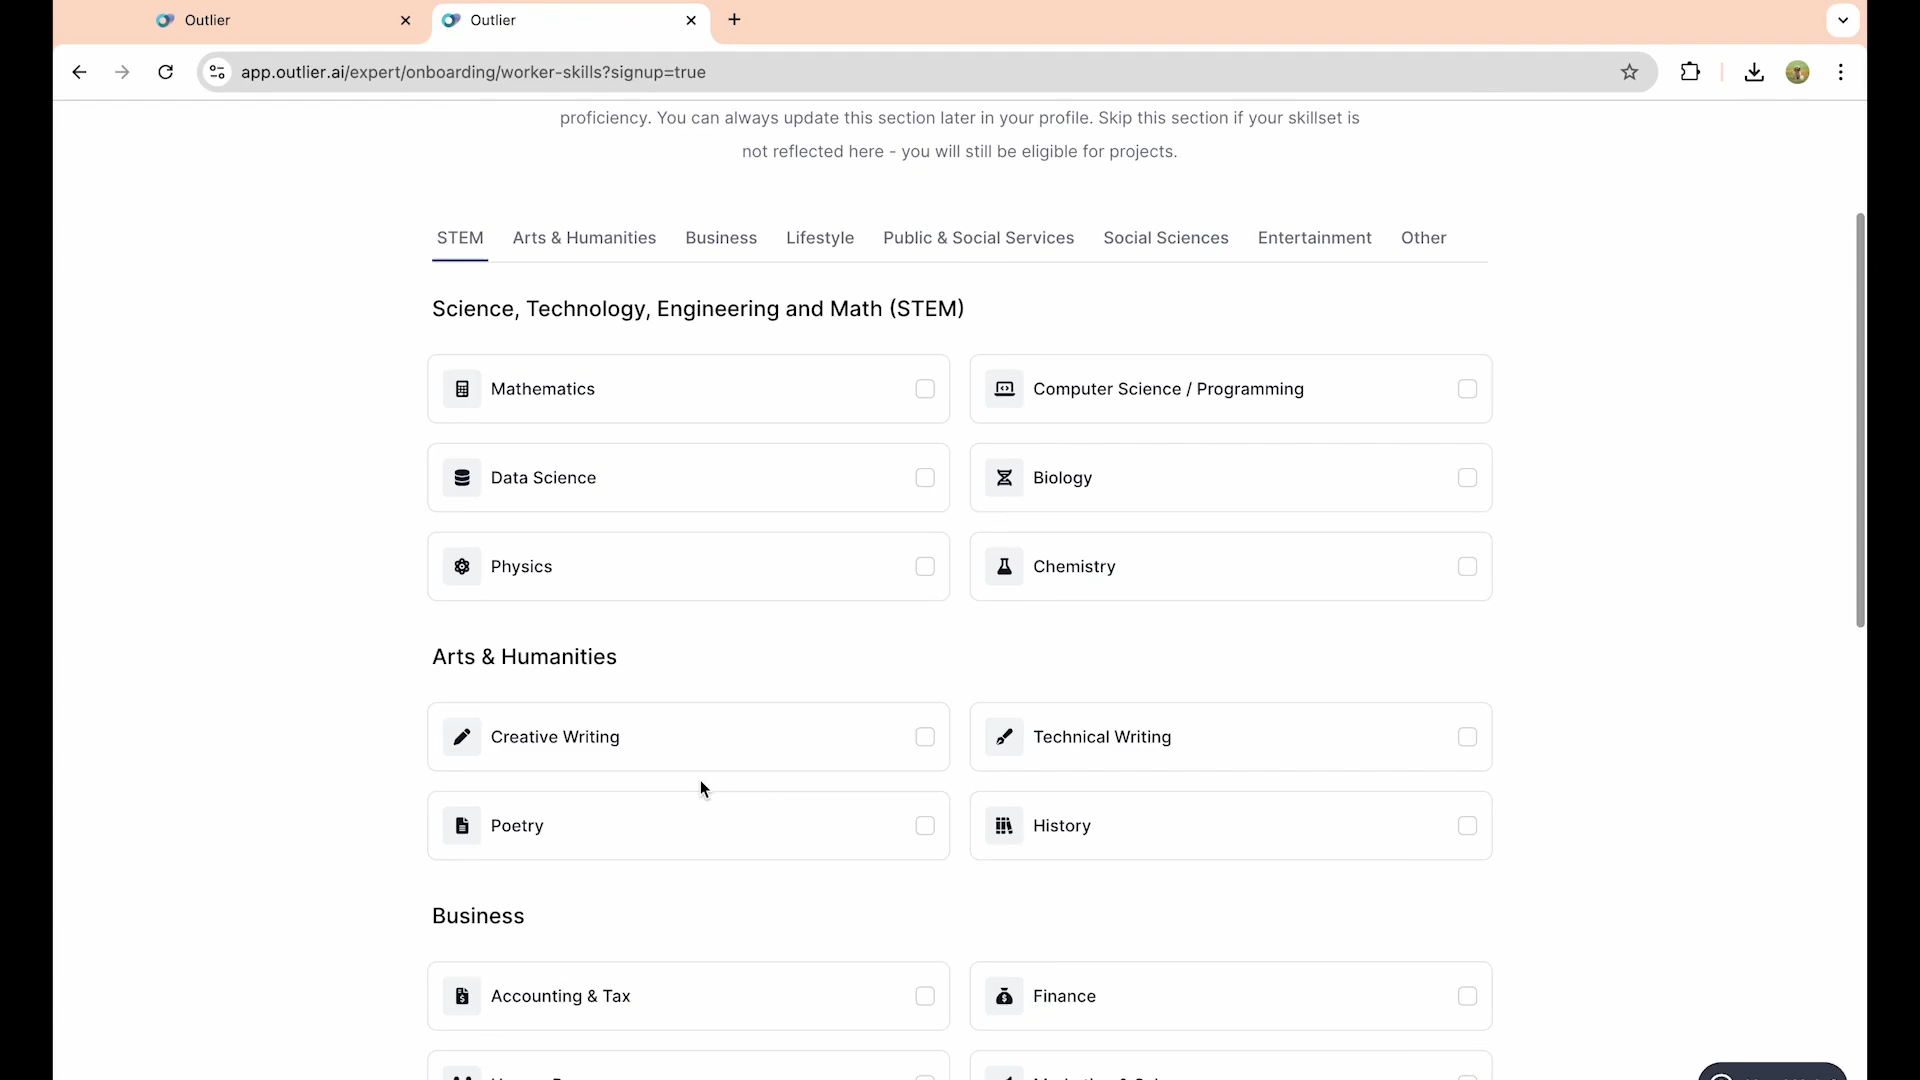 Outlier
Outlier
app.outlier.ai/expert/onboarding/worker-skills?signup=true
proficiency. You can always update this section later in your profile. Skip this section if your skillset is
not reflected here - you will still be eligible for projects.
STEM Arts & Humanities Business Lifestyle Public & Social Services Social Sciences Entertainment Other
Science, Technology, Engineering and Math (STEM)
Mathematics
Computer Science / Programming
Data Science
Biology
Physics
Chemistry
Arts & Humanities
Creative Writing
Technical Writing
Poetry
History
Business
Accounting & Tax
Finance